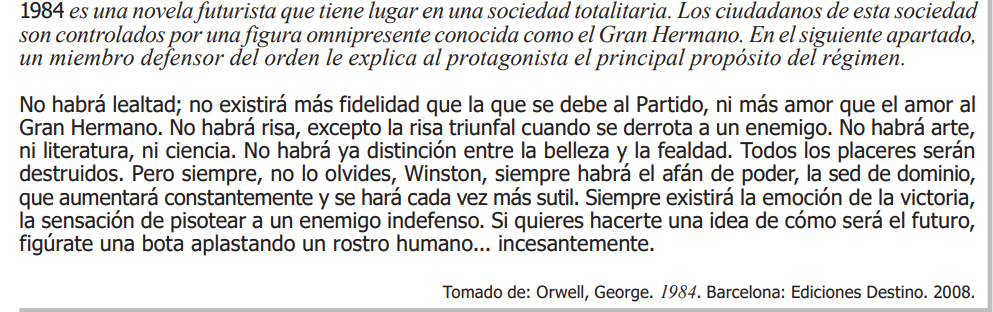 1984 es una novela futurista que tiene lugar en una sociedad totalitaria. Los ciudadanos de esta sociedad
son controlados por una figura omnipresente conocida como el Gran Hermano. En el siguiente apartado,
un miembro defensor del orden le explica al protagonista el principal propósito del régimen.
No habrá lealtad; no existirá más fidelidad que la que se debe al Partido, ni más amor que el amor al
Gran Hermano. No habrá risa, excepto la risa triunfal cuando se derrota a un enemigo. No habrá arte,
ni literatura, ni ciencia. No habrá ya distinción entre la belleza y la fealdad. Todos los placeres serán
destruidos. Pero siempre, no lo olvides, Winston, siempre habrá el afán de poder, la sed de dominio,
que aumentará constantemente y se hará cada vez más sutil. Siempre existirá la emoción de la victoria,
la sensación de pisotear a un enemigo indefenso. Si quieres hacerte una idea de cómo será el futuro,
figúrate una bota aplastando un rostro humano... incesantemente.
Tomado de: Orwell, George. 1984. Barcelona: Ediciones Destino. 2008.